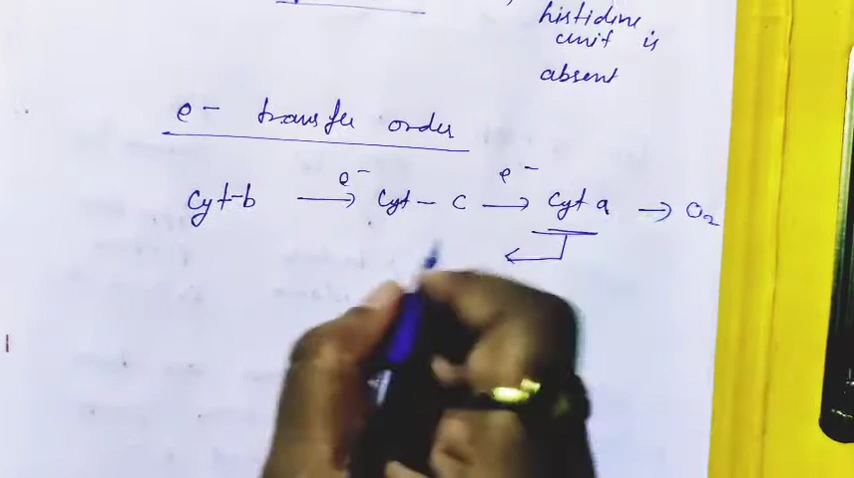 histidine
unit is
absent
e- transfer order
Cyt-b —e-→ Cyt-c —e-→ Cyt a → O2